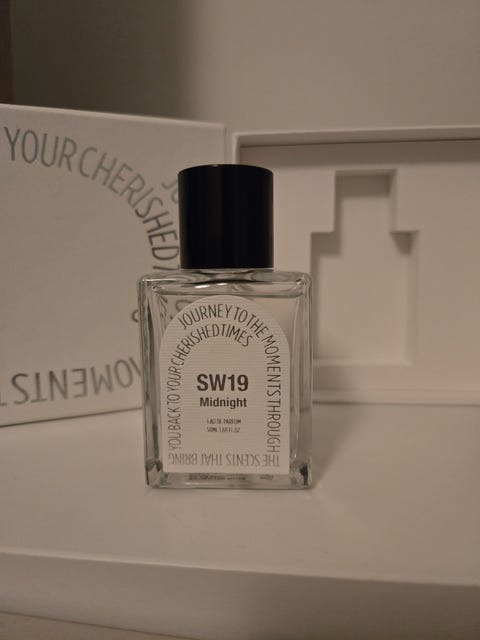 YOUR CHERISHED
MOMENTS
JOURNEY TO THE MOMENTS THROUGH
THE SCENTS THAT BRING
YOU BACK TO YOUR CHERISHED TIMES
SW19
Midnight
EAU DE PARFUM
50ML 1.69 FL.OZ